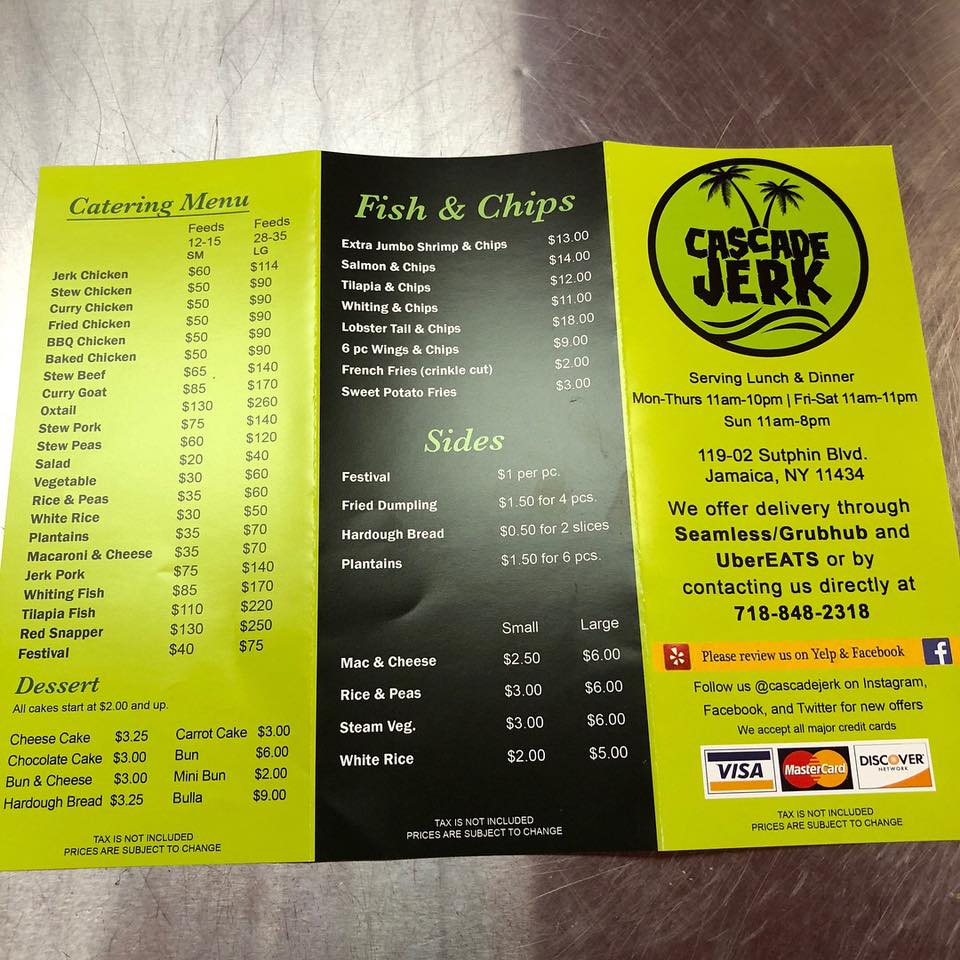 Catering Menu
Feeds 12-15 SM
Feeds 28-35 LG
Jerk Chicken $60 $114
Stew Chicken $50 $90
Curry Chicken $50 $90
Fried Chicken $50 $90
BBQ Chicken $50 $90
Baked Chicken $50 $90
Stew Beef $65 $140
Curry Goat $85 $170
Oxtail $130 $260
Stew Pork $75 $140
Stew Peas $60 $120
Salad $20 $40
Vegetable $30 $60
Rice & Peas $35 $60
White Rice $30 $50
Plantains $35 $70
Macaroni & Cheese $35 $70
Jerk Pork $75 $140
Whiting Fish $85 $170
Tilapia Fish $110 $220
Red Snapper $130 $250
Festival $40 $75
Dessert
All cakes start at $2.00 and up.
Cheese Cake $3.25 Carrot Cake $3.00
Chocolate Cake $3.00 Bun $6.00
Bun & Cheese $3.00 Mini Bun $2.00
Hardough Bread $3.25 Bulla $9.00
TAX IS NOT INCLUDED
PRICES ARE SUBJECT TO CHANGE
Fish & Chips
Extra Jumbo Shrimp & Chips $13.00
Salmon & Chips $14.00
Tilapia & Chips $12.00
Whiting & Chips $11.00
Lobster Tail & Chips $18.00
6 pc Wings & Chips $9.00
French Fries (crinkle cut) $2.00
Sweet Potato Fries $3.00
Sides
Festival $1 per pc.
Fried Dumpling $1.50 for 4 pcs.
Hardough Bread $0.50 for 2 slices
Plantains $1.50 for 6 pcs.
Small Large
Mac & Cheese $2.50 $6.00
Rice & Peas $3.00 $6.00
Steam Veg. $3.00 $6.00
White Rice $2.00 $5.00
TAX IS NOT INCLUDED
PRICES ARE SUBJECT TO CHANGE
CASCADE
JERK
Serving Lunch & Dinner
Mon-Thurs 11am-10pm | Fri-Sat 11am-11pm
Sun 11am-8pm
119-02 Sutphin Blvd.
Jamaica, NY 11434
We offer delivery through
Seamless/Grubhub and
UberEATS or by
contacting us directly at
718-848-2318
Please review us on Yelp & Facebook f
Follow us @cascadejerk on Instagram,
Facebook, and Twitter for new offers
We accept all major credit cards
VISA MasterCard DISCOVER
NETWORK
TAX IS NOT INCLUDED
PRICES ARE SUBJECT TO CHANGE